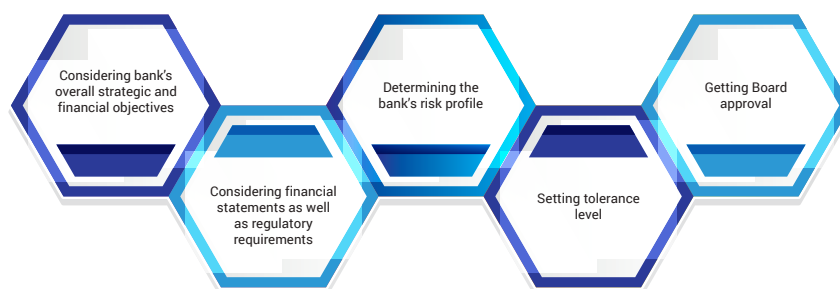 Considering bank's
overall strategic and
financial objectives
Considering financial
statements as well
as regulatory
requirements
Determining the
bank's risk profile
Setting tolerance
level
Getting Board
approval